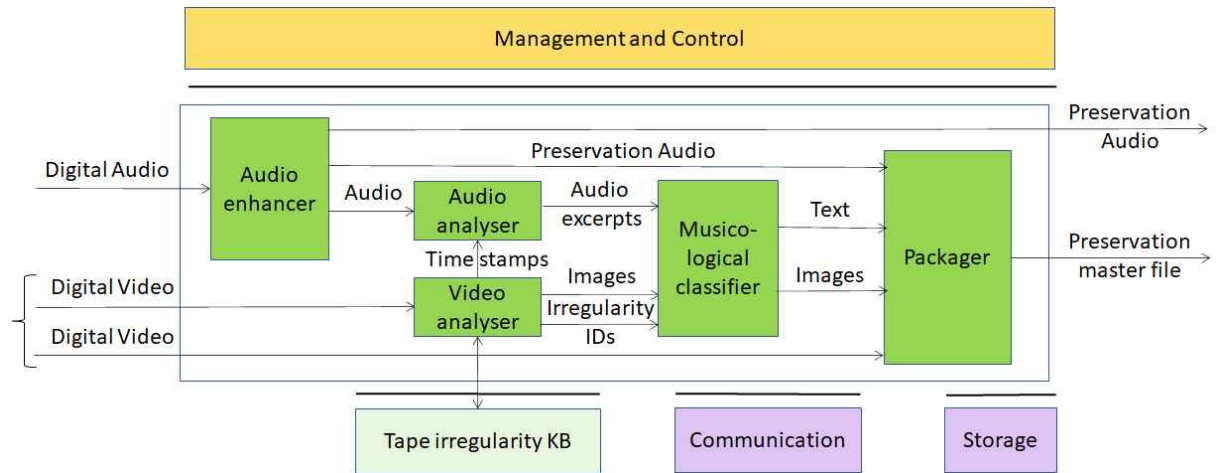 Management and Control
Preservation
Audio
Preservation Audio
Digital Audio
Audio
enhancer
Audio
Audio
analyser
Audio
excerpts
Musico-
logical
classifier
Text
Packager
Preservation
master file
Time stamps
Images
Images
Digital Video
Video
analyser
Irregularity
IDs
Digital Video
Tape irregularity KB
Communication
Storage